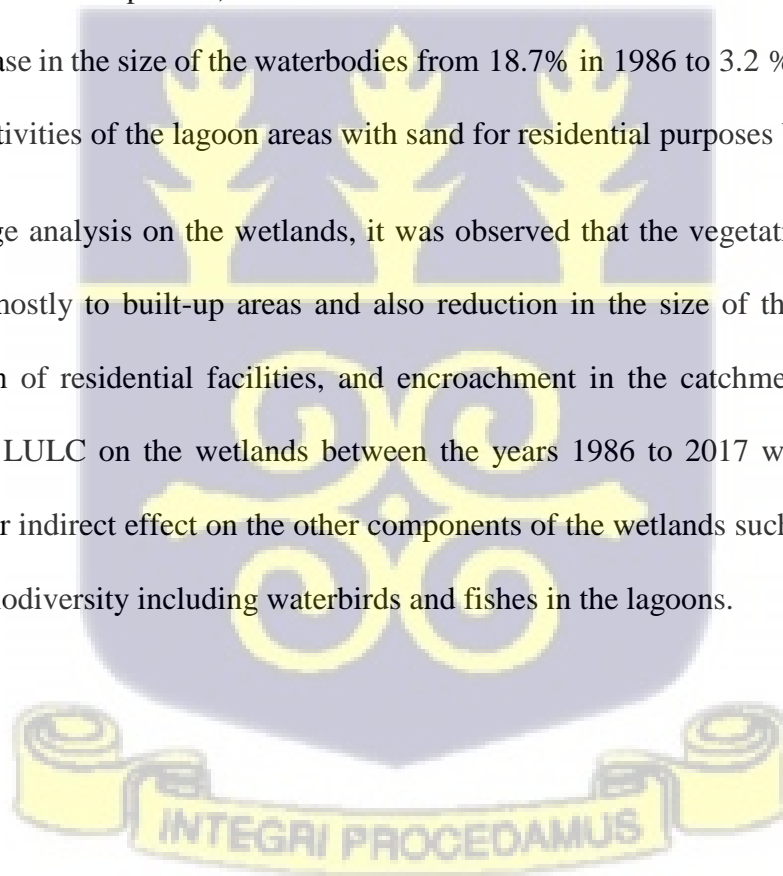 ase in the size of the waterbodies from 18.7% in 1986 to 3.2 %
tivities of the lagoon areas with sand for residential purposes
ge analysis on the wetlands, it was observed that the vegetati
mostly to built-up areas and also reduction in the size of th
n of residential facilities, and encroachment in the catchme
LULC on the wetlands between the years 1986 to 2017 w
r indirect effect on the other components of the wetlands such
iodiversity including waterbirds and fishes in the lagoons.
INTEGRI PROCEDAMUS